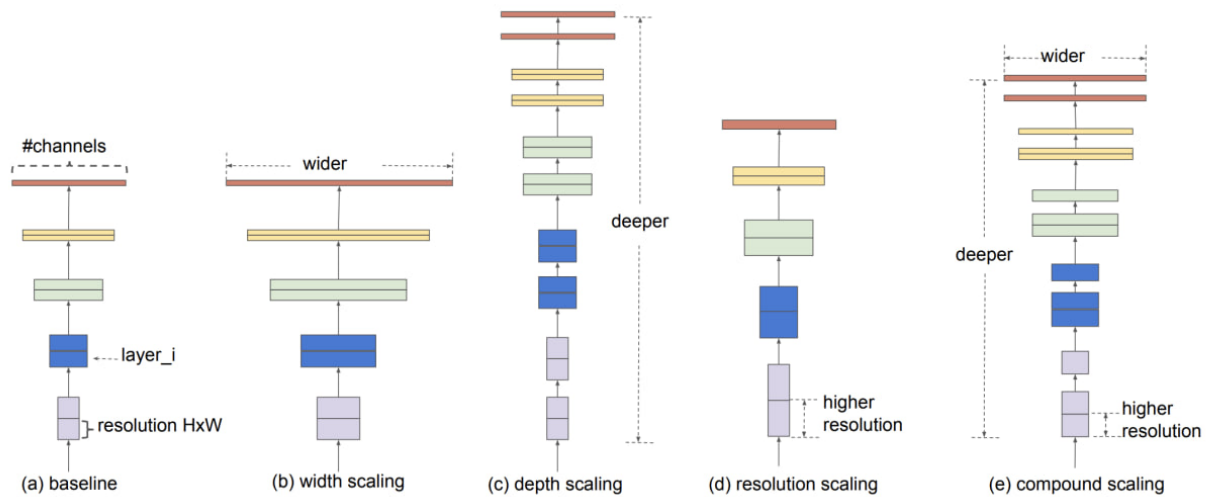 #channels
layer_i
resolution HxW
(a) baseline
wider
(b) width scaling
deeper
(c) depth scaling
higher
resolution
(d) resolution scaling
wider
deeper
higher
resolution
(e) compound scaling